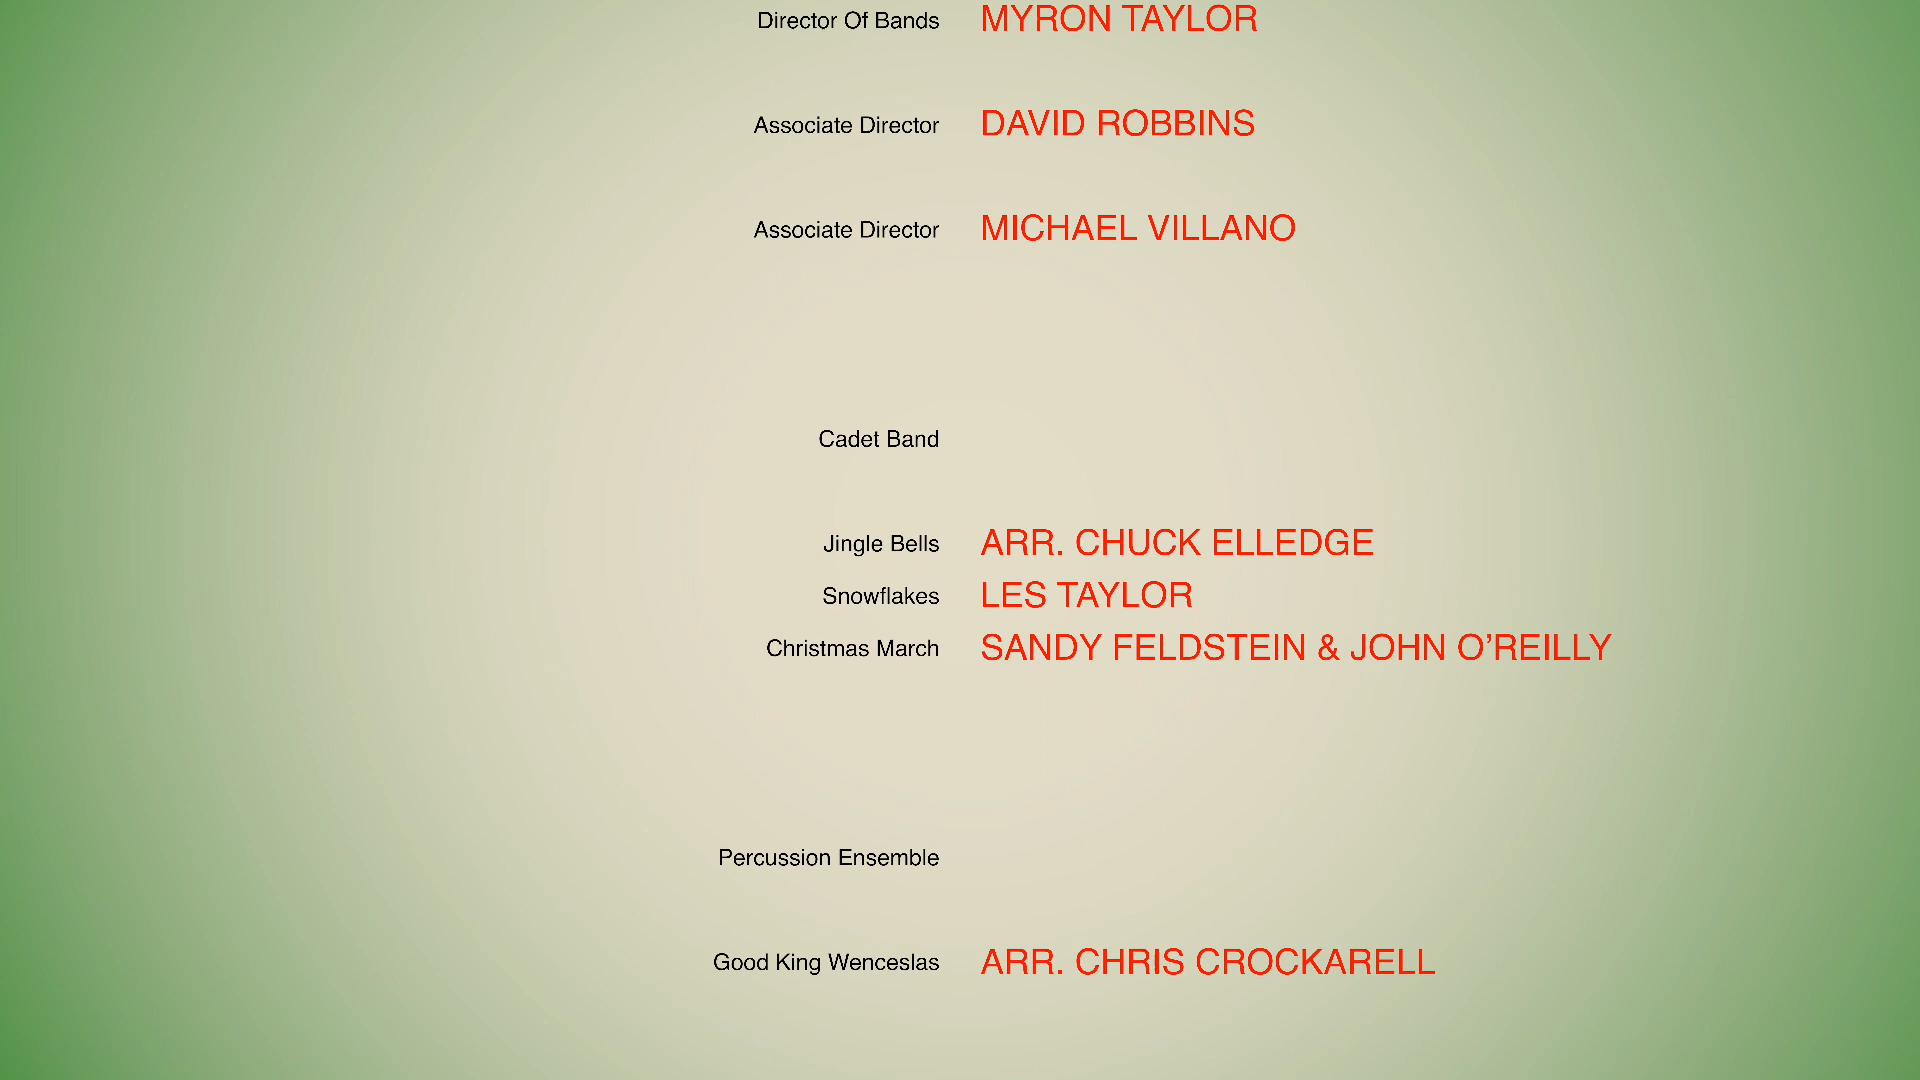 Director Of Bands MYRON TAYLOR
Associate Director DAVID ROBBINS
Associate Director MICHAEL VILLANO
Cadet Band
Jingle Bells ARR. CHUCK ELLEDGE
Snowflakes LES TAYLOR
Christmas March SANDY FELDSTEIN & JOHN O’REILLY
Percussion Ensemble
Good King Wenceslas ARR. CHRIS CROCKARELL